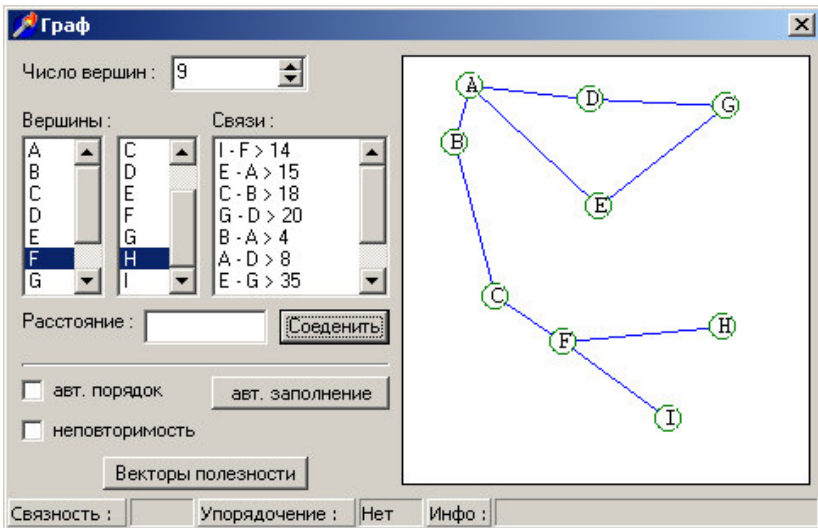 Граф
Число вершин : 9
Вершины :
Связи :
A
B
C
D
E
F
G
C
D
E
F
G
H
I
I - F > 14
E - A > 15
C - B > 18
G - D > 20
B - A > 4
A - D > 8
E - G > 35
Расстояние :
Соеденить
авт. порядок
авт. заполнение
неповторимость
Векторы полезности
Связность :
Упорядочение : Нет
Инфо :
A
D
G
B
E
C
F
H
I